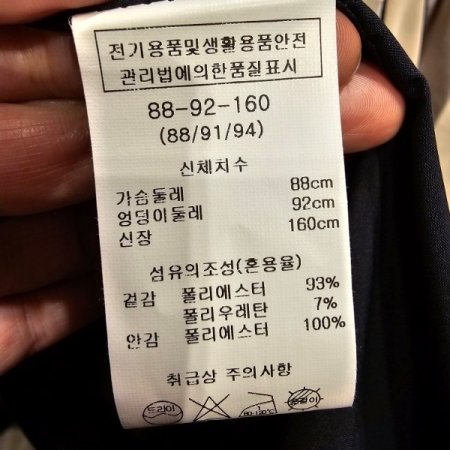 전기용품및생활용품안전
관리법에의한품질표시
88-92-160
(88/91/94)
신체치수
가슴둘레 88cm
엉덩이둘레 92cm
신장 160cm
섬유의조성(혼용율)
겉감 폴리에스터 93%
폴리우레탄 7%
안감 폴리에스터 100%
취급상 주의사항
드라이